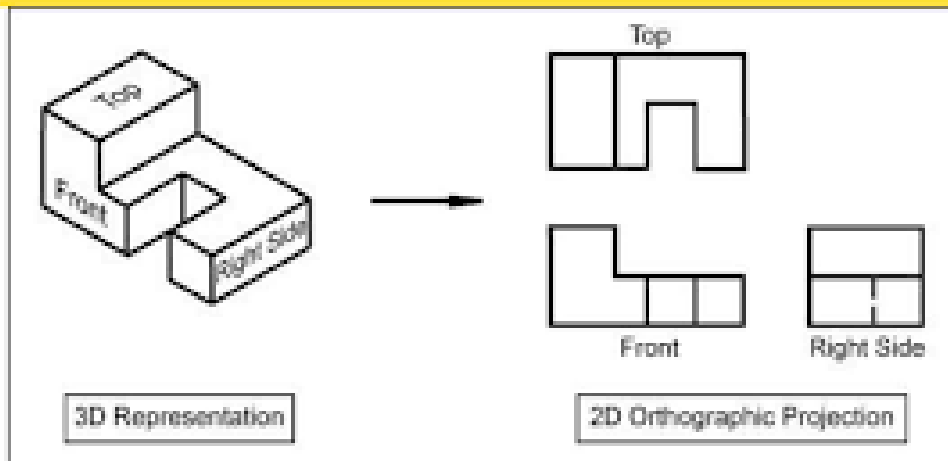 Top
Front
Right Side
3D Representation
Top
Front
Right Side
2D Orthographic Projection